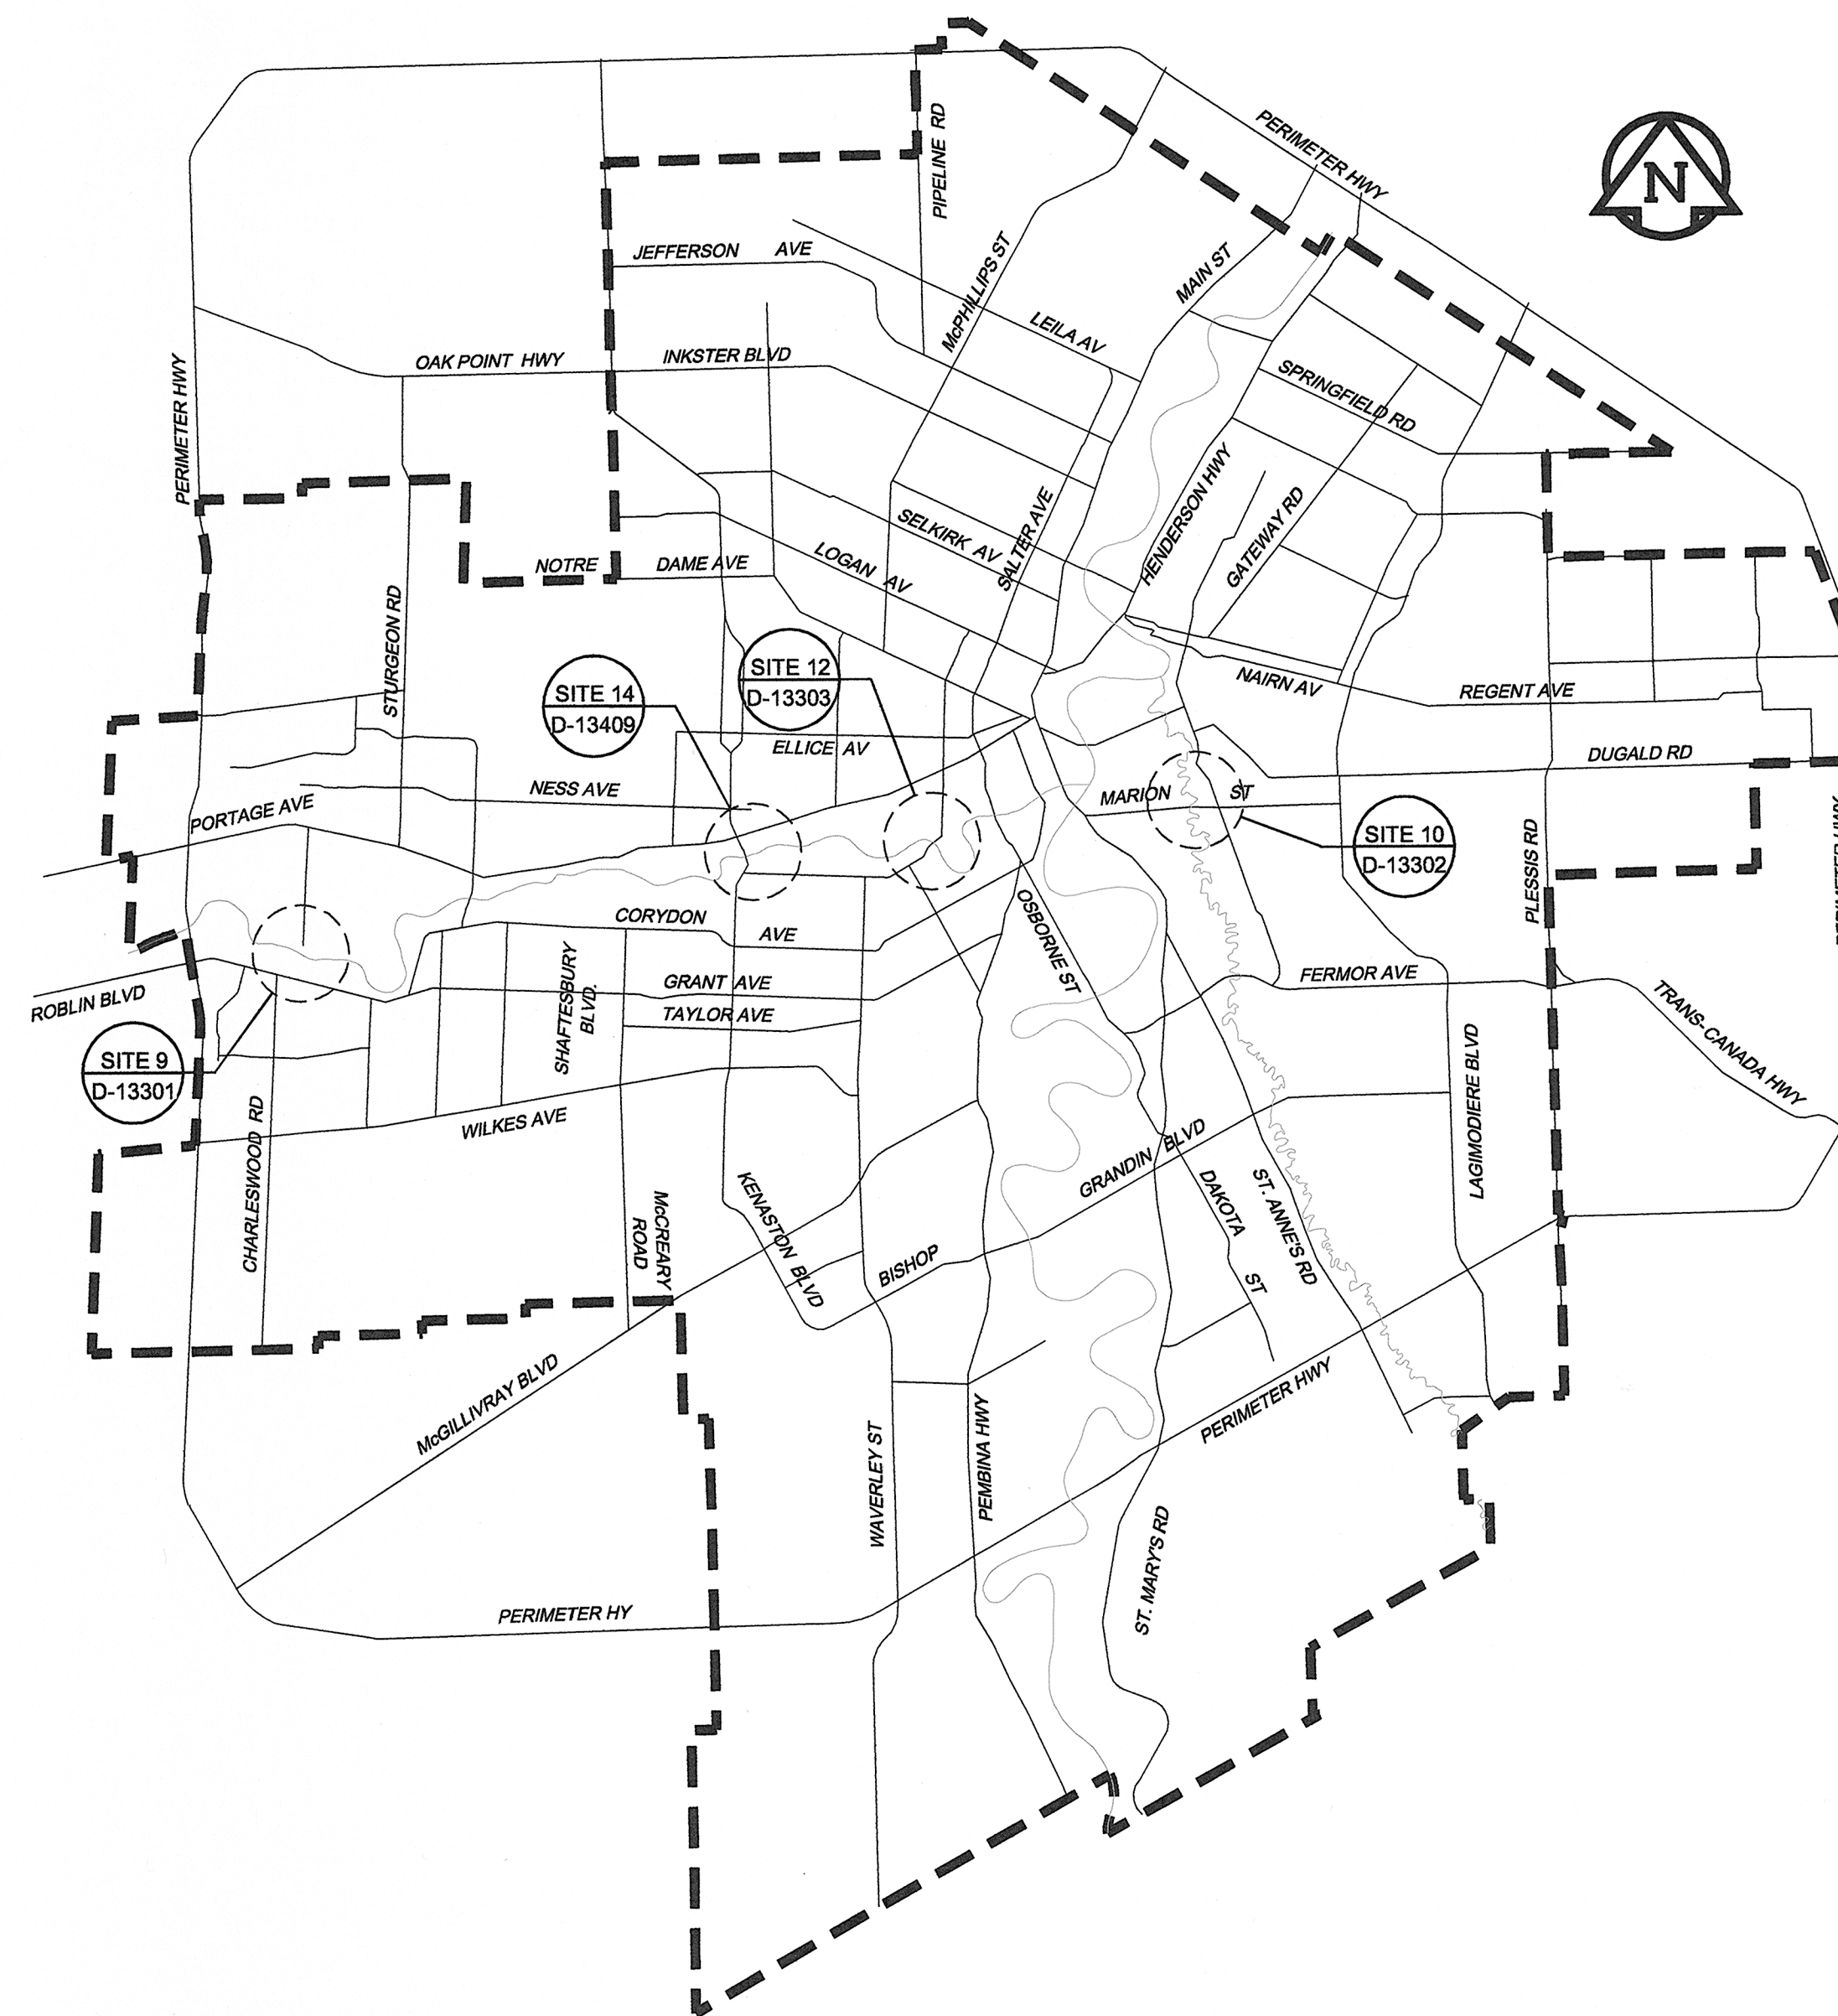 PERIMETER HWY
PIPELINE RD
N
JEFFERSON AVE
McPHILLIPS ST
MAIN ST
LEILA AV
OAK POINT HWY
INKSTER BLVD
PERIMETER HWY
SPRINGFIELD RD
HENDERSON HWY
GATEWAY RD
SALTER AVE
SELKIRK AV
LOGAN AV
NOTRE DAME AVE
STURGEON RD
SITE 12
D-13303
SITE 14
D-13409
NAIRN AV
REGENT AVE
ELLICE AV
DUGALD RD
NESS AVE
MARION ST
PORTAGE AVE
SITE 10
D-13302
PLESSIS RD
CORYDON AVE
OSBORNE ST
SHAFTESBURY
BLVD.
GRANT AVE
FERMOR AVE
ROBLIN BLVD
TAYLOR AVE
TRANS-CANADA HWY
SITE 9
D-13301
LAGIMODIERE BLVD
CHARLESWOOD RD
WILKES AVE
GRANDIN BLVD
KENASTON BLVD
DAKOTA ST
ST. ANNE'S RD
McCREARY
ROAD
BISHOP
McGILLIVRAY BLVD
PERIMETER HWY
WAVERLEY ST
PEMBINA HWY
ST. MARY'S RD
PERIMETER HY